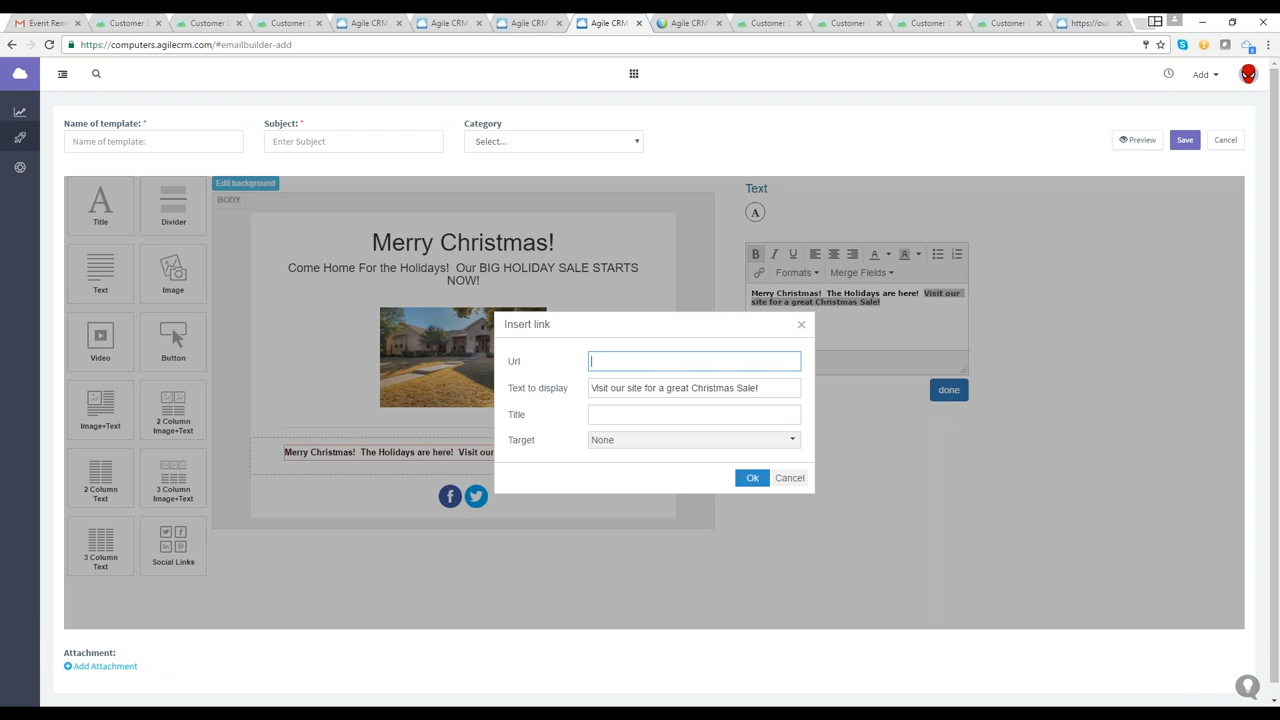 Event Rem
Customer
Customer
Customer
Agile CRM
Agile CRM
Agile CRM
Agile CRM
Agile CRM
Customer
Customer
Customer
Customer
https://ou
https://computers.agilecrm.com/#emailbuilder-add
Add
Name of template: *
Subject: *
Category
Name of template:
Enter Subject
Select...
Preview
Save
Cancel
Title
Divider
Text
Image
Video
Button
Image+Text
2 Column
Image+Text
2 Column
Text
3 Column
Image+Text
3 Column
Text
Social Links
Edit background
BODY
Merry Christmas!
Come Home For the Holidays! Our BIG HOLIDAY SALE STARTS
NOW!
Merry Christmas! The Holidays are here! Visit our
Text
A
B I U A A
Formats Merge Fields
Merry Christmas! The Holidays are here! Visit our
site for a great Christmas Sale!
done
Insert link
Url
Text to display
Visit our site for a great Christmas Sale!
Title
Target
None
Ok
Cancel
Attachment:
Add Attachment